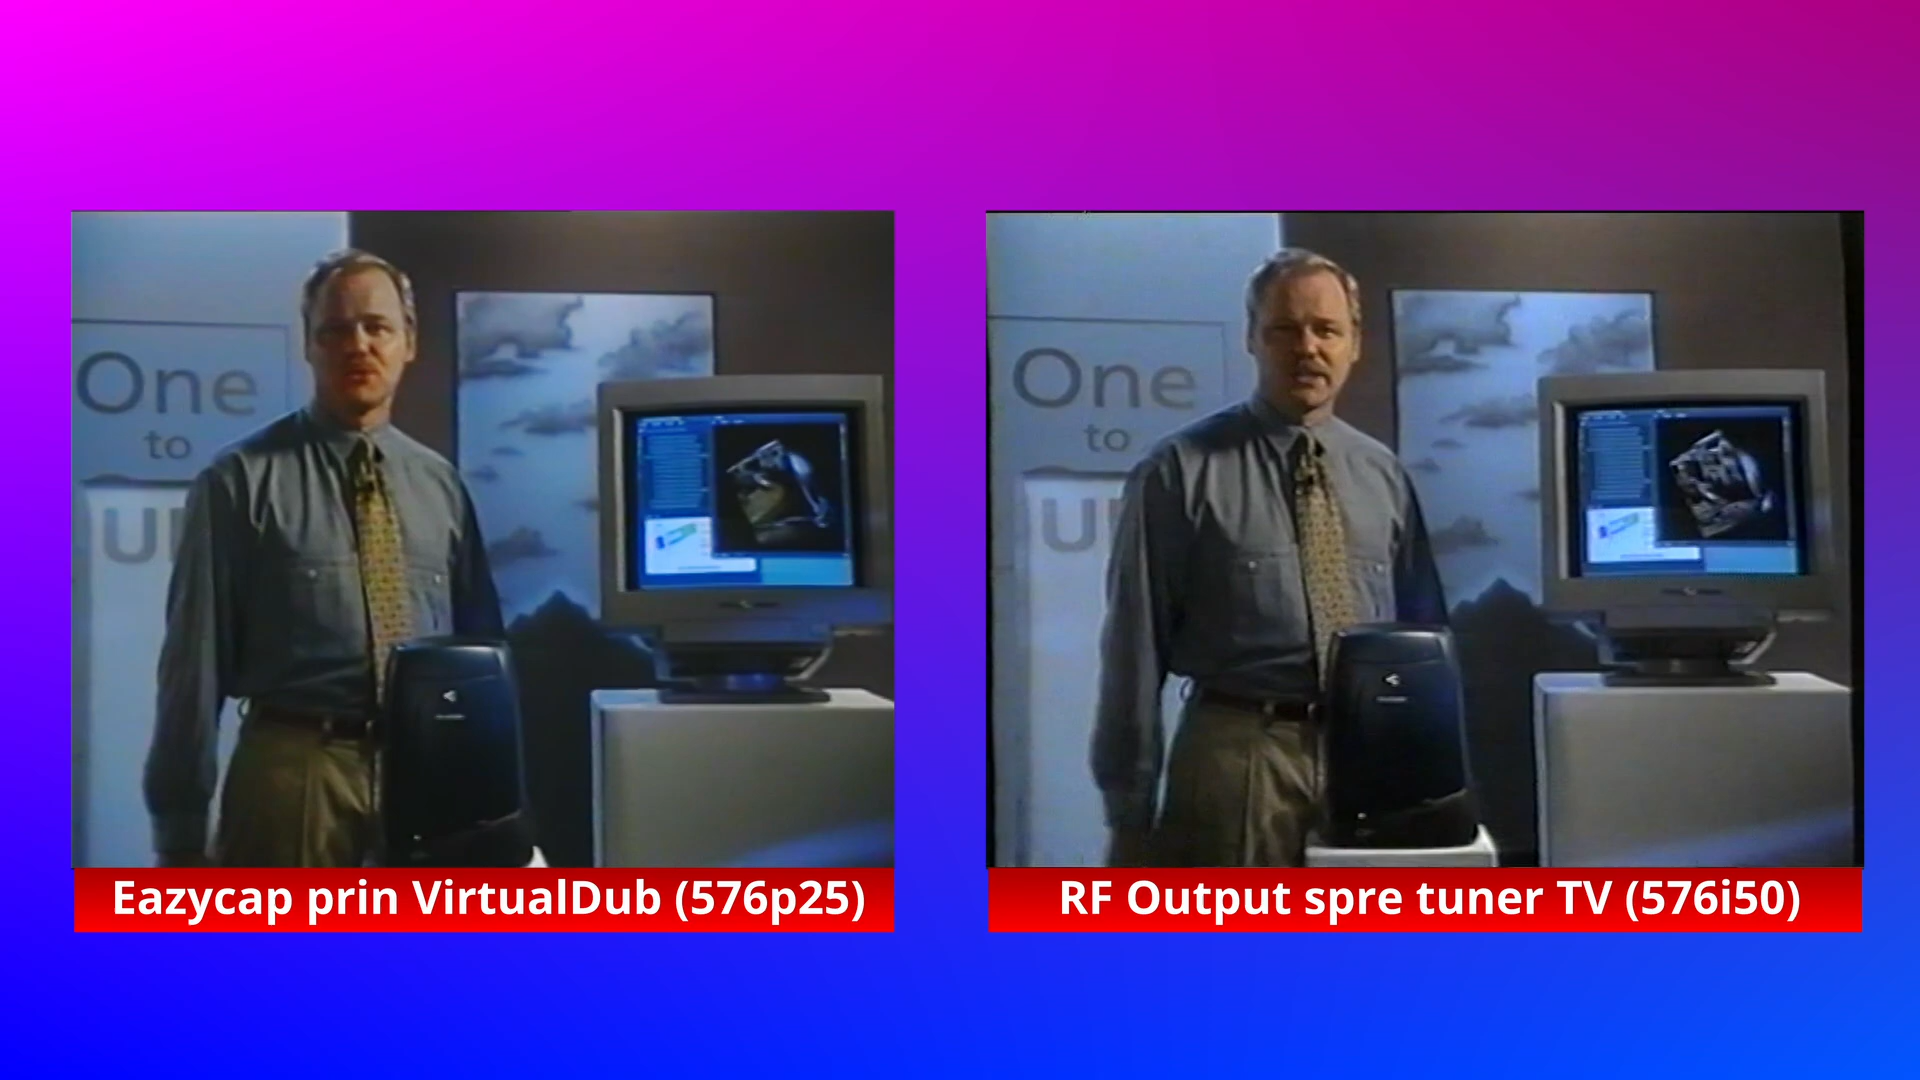 One
to
One
to
Eazycap prin VirtualDub (576p25)
RF Output spre tuner TV (576i50)